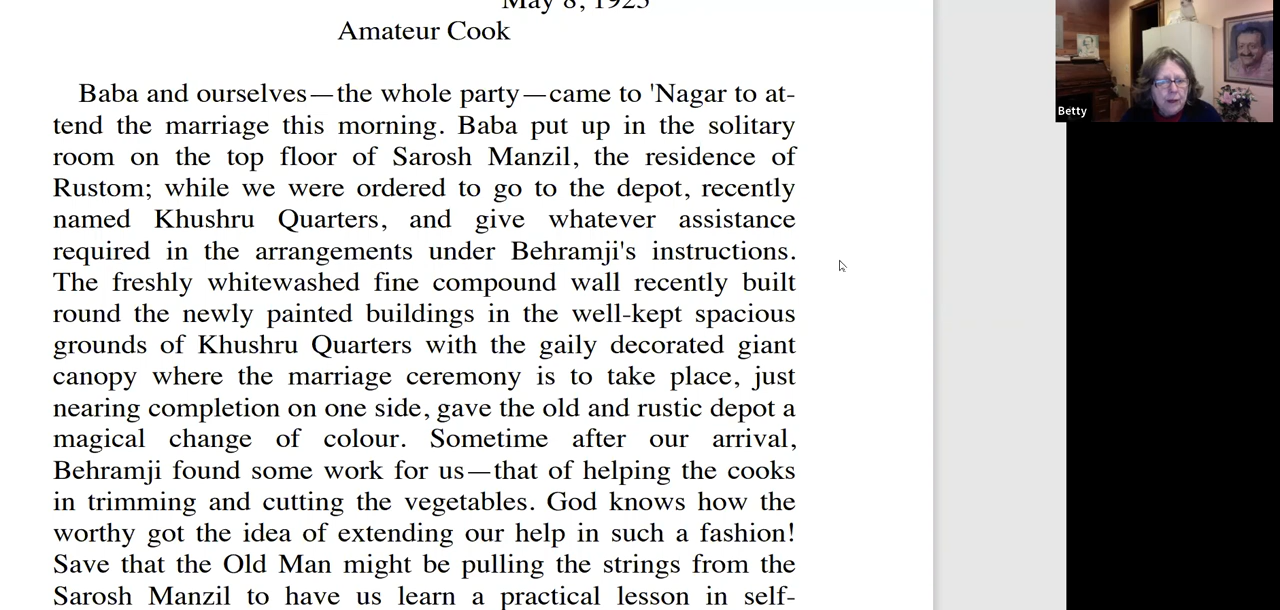 May 8, 1925
Amateur Cook
Baba and ourselves—the whole party—came to 'Nagar to at-
tend the marriage this morning. Baba put up in the solitary
room on the top floor of Sarosh Manzil, the residence of
Rustom; while we were ordered to go to the depot, recently
named Khushru Quarters, and give whatever assistance
required in the arrangements under Behramji's instructions.
The freshly whitewashed fine compound wall recently built
round the newly painted buildings in the well-kept spacious
grounds of Khushru Quarters with the gaily decorated giant
canopy where the marriage ceremony is to take place, just
nearing completion on one side, gave the old and rustic depot a
magical change of colour. Sometime after our arrival,
Behramji found some work for us—that of helping the cooks
in trimming and cutting the vegetables. God knows how the
worthy got the idea of extending our help in such a fashion!
Save that the Old Man might be pulling the strings from the
Sarosh Manzil to have us learn a practical lesson in self-
Betty